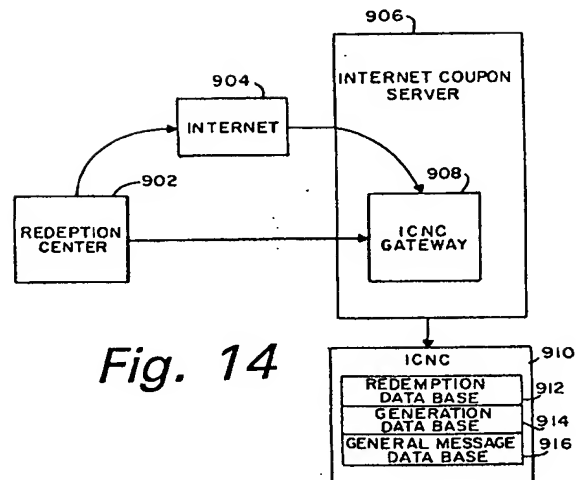 906
INTERNET COUPON
SERVER
904
INTERNET
902
REDEPTION
CENTER
908
ICNC
GATEWAY
Fig. 14
ICNC
910
REDEMPTION
DATA BASE
912
GENERATION
DATA BASE
914
GENERAL MESSAGE
DATA BASE
916